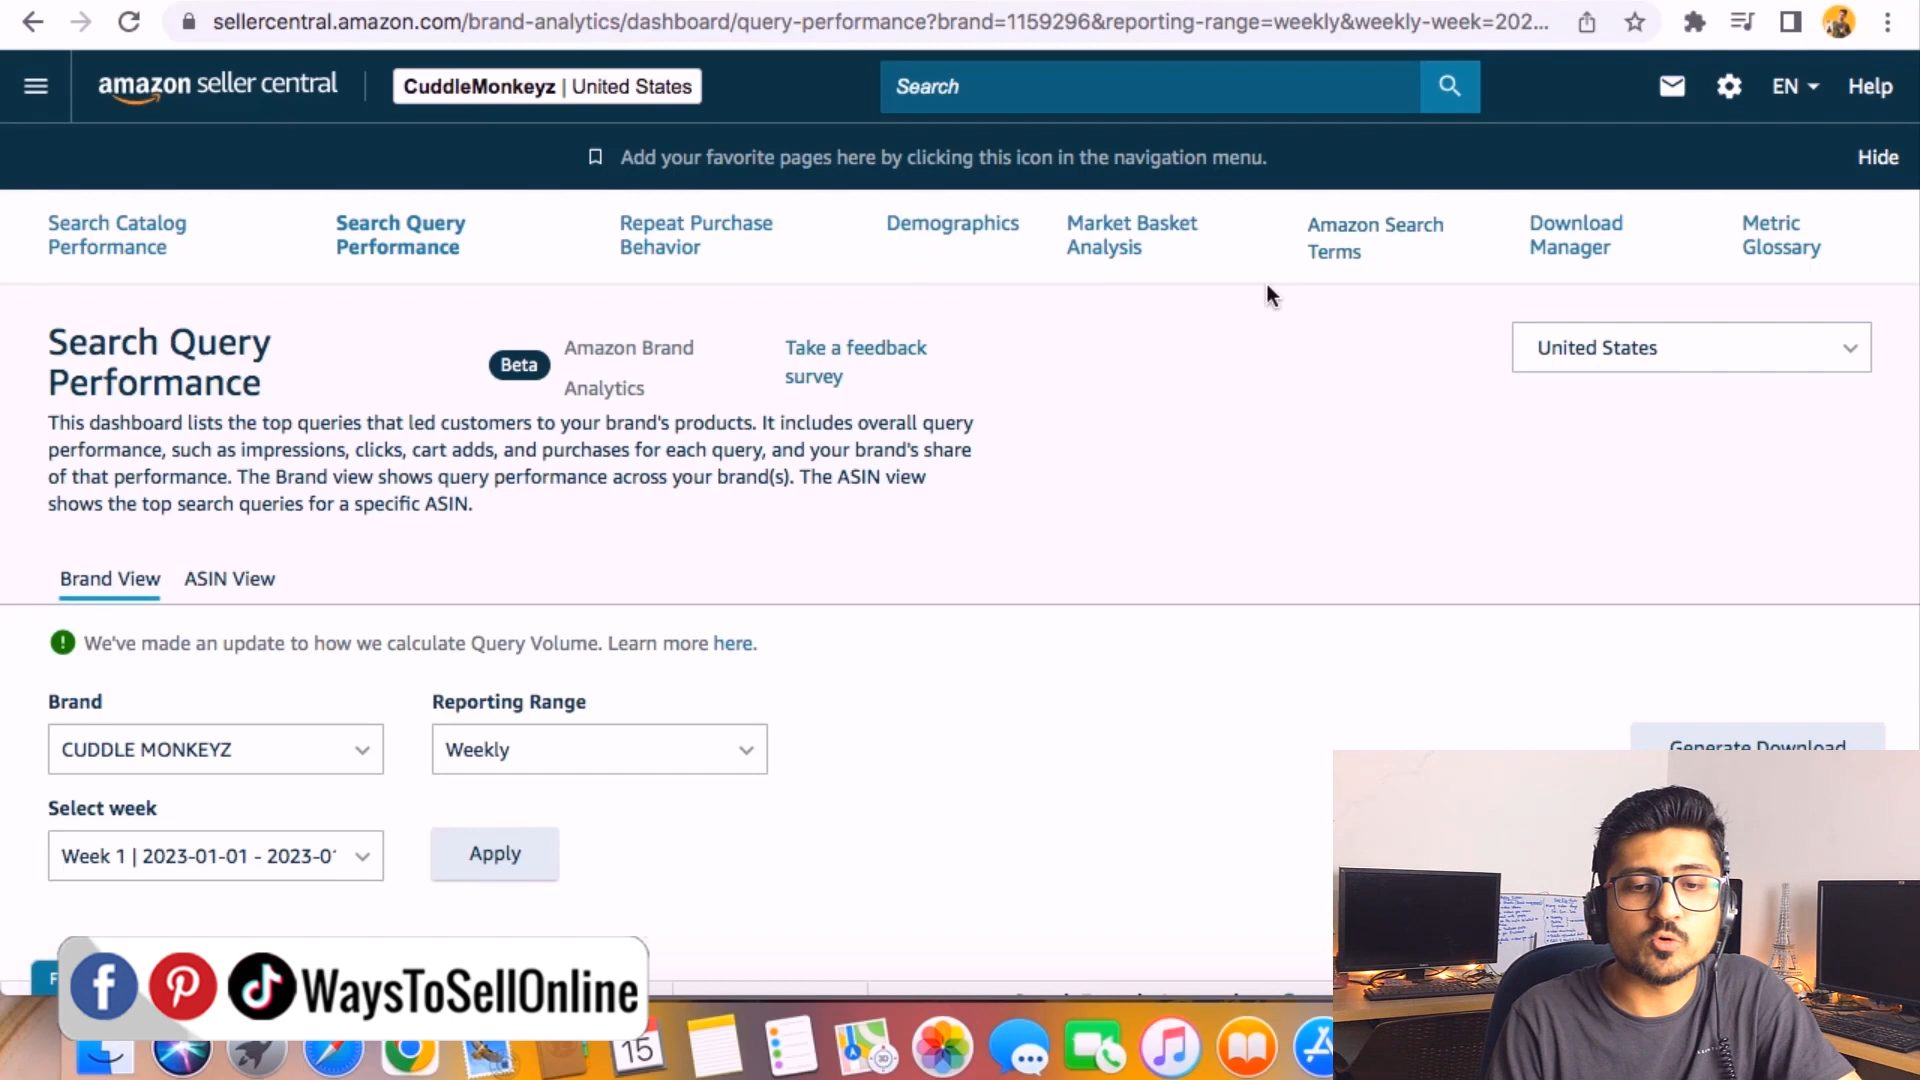 sellercentral.amazon.com/brand-analytics/dashboard/query-performance?brand=1159296&reporting-range=weekly&weekly-week=202...
amazon seller central
CuddleMonkeyz | United States
Search
EN
Help
Add your favorite pages here by clicking this icon in the navigation menu.
Hide
Search Catalog
Performance
Search Query
Performance
Repeat Purchase
Behavior
Demographics
Market Basket
Analysis
Amazon Search
Terms
Download
Manager
Metric
Glossary
Search Query
Performance
Beta
Amazon Brand
Analytics
Take a feedback
survey
United States
This dashboard lists the top queries that led customers to your brand's products. It includes overall query
performance, such as impressions, clicks, cart adds, and purchases for each query, and your brand's share
of that performance. The Brand view shows query performance across your brand(s). The ASIN view
shows the top search queries for a specific ASIN.
Brand View
ASIN View
We've made an update to how we calculate Query Volume. Learn more here.
Brand
Reporting Range
CUDDLE MONKEYZ
Weekly
Generate Download
Select week
Week 1 | 2023-01-01 - 2023-0
Apply
WaysToSellOnline
15